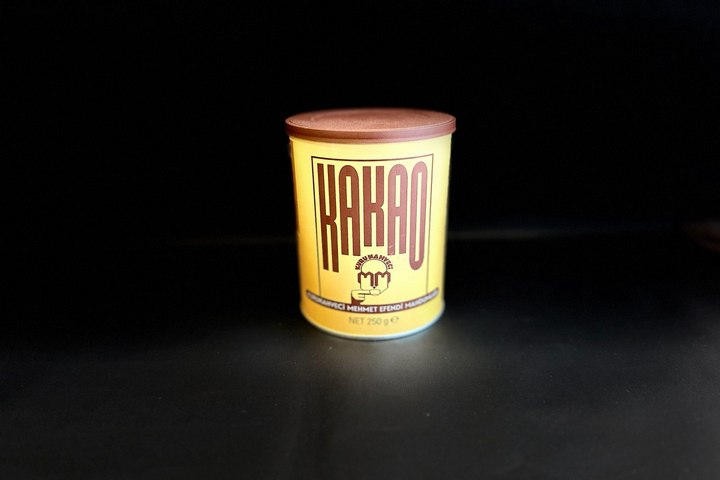 KAKAO
KURUKAHVECİ
MM
KURUKAHVECİ MEHMET EFENDİ MAHDUMLARI
NET 250 g ℮